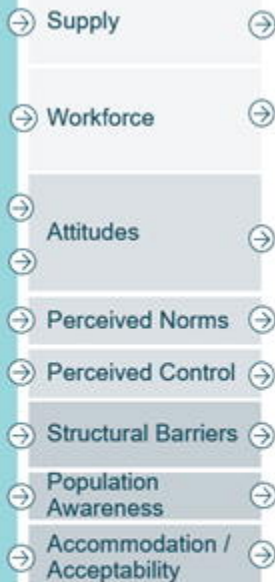 Supply
Workforce
Attitudes
Perceived Norms
Perceived Control
Structural Barriers
Population
Awareness
Accommodation /
Acceptability